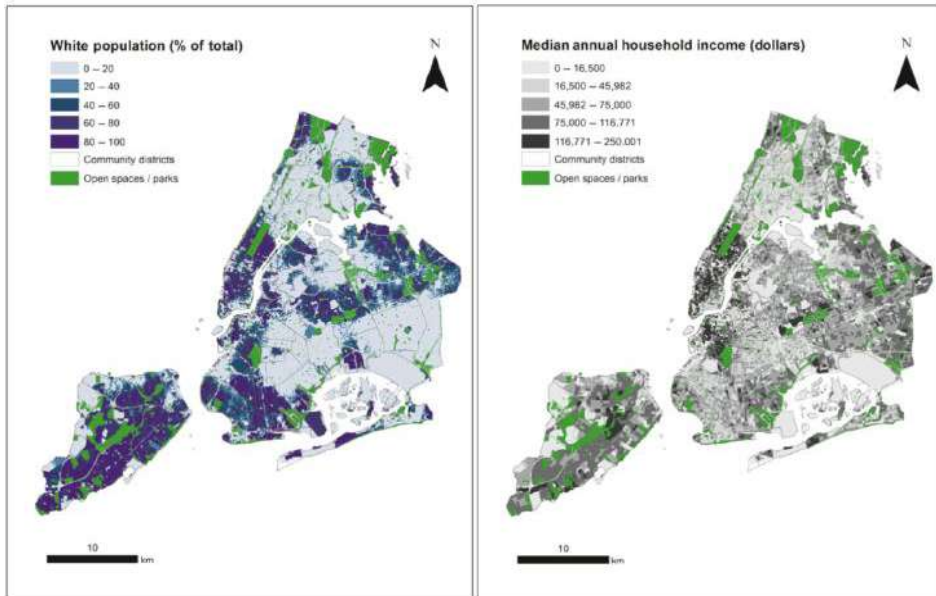 White population (% of total)
N
0 – 20
20 – 40
40 – 60
60 – 80
80 – 100
Community districts
Open spaces / parks
10
km
Median annual household income (dollars)
N
0 – 16,500
16,500 – 45,982
45,982 – 75,000
75,000 – 116,771
116,771 – 250.001
Community districts
Open spaces / parks
10
km